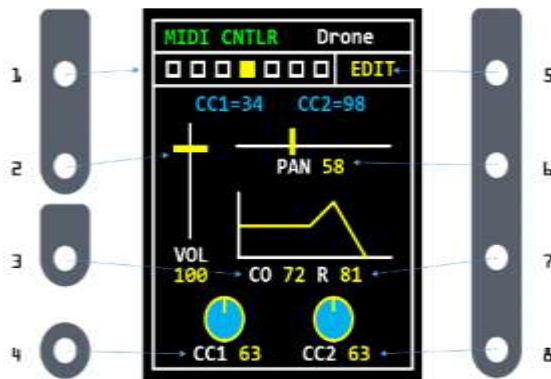 MIDI CNTLR Drone
1
EDIT
5
CC1=34 CC2=98
2
PAN 58
6
VOL
100
3
CO 72 R 81
7
4
CC1 63 CC2 63
8